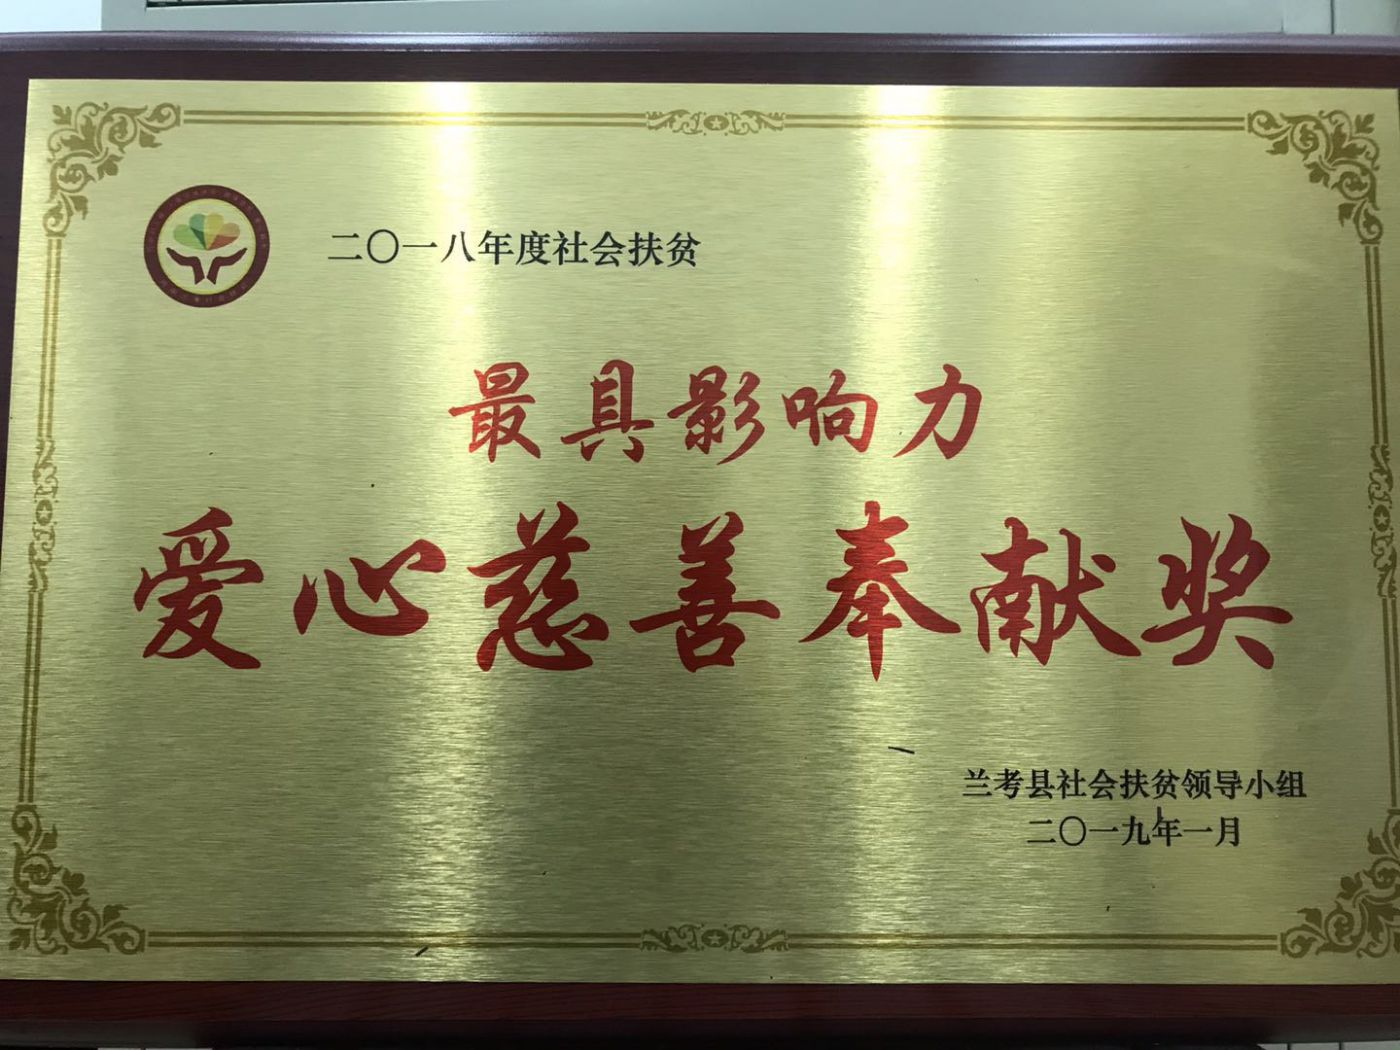 二〇一八年度社会扶贫
最具影响力
爱心慈善奉献奖
兰考县社会扶贫领导小组
二〇一九年一月